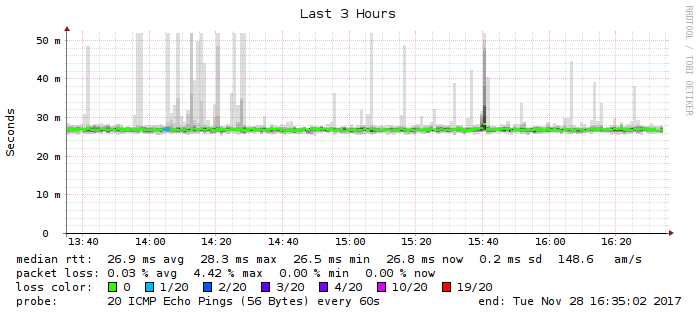 Last 3 Hours
RRDTOOL / TOBI OETIKER
Seconds
50 m
40 m
30 m
20 m
10 m
0
13:40 14:00 14:20 14:40 15:00 15:20 15:40 16:00 16:20
median rtt: 26.9 ms avg 28.3 ms max 26.5 ms min 26.8 ms now 0.2 ms sd 148.6 am/s
packet loss: 0.03 % avg 4.42 % max 0.00 % min 0.00 % now
loss color: 0 1/20 2/20 3/20 4/20 10/20 19/20
probe: 20 ICMP Echo Pings (56 Bytes) every 60s end: Tue Nov 28 16:35:02 2017